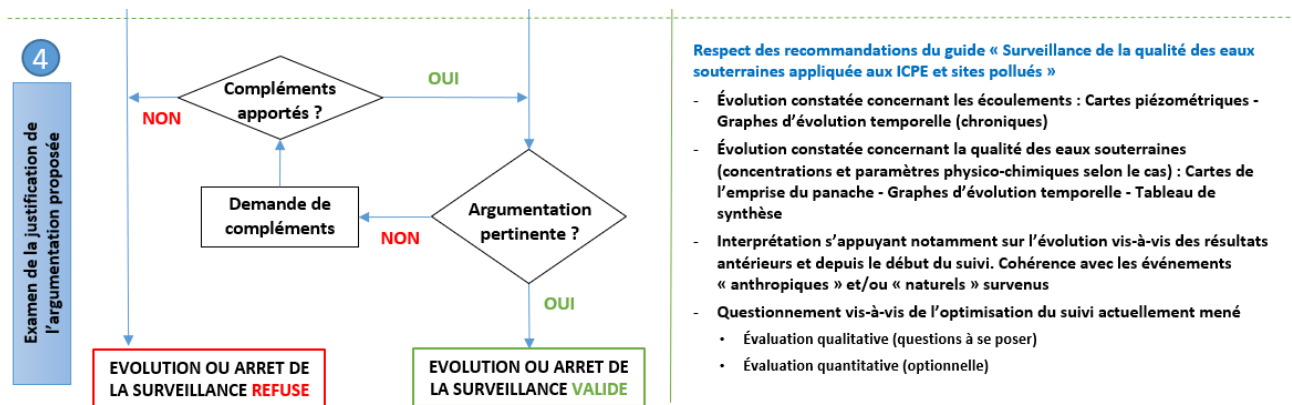 4
Examen de la justification de
l'argumentation proposée
Compléments
apportés ?
OUI
NON
Demande de
compléments
Argumentation
pertinente ?
NON
OUI
EVOLUTION OU ARRET DE
LA SURVEILLANCE REFUSE
EVOLUTION OU ARRET DE
LA SURVEILLANCE VALIDE
Respect des recommandations du guide « Surveillance de la qualité des eaux
souterraines appliquée aux ICPE et sites pollués »
- Évolution constatée concernant les écoulements : Cartes piézométriques -
Graphes d'évolution temporelle (chroniques)
- Évolution constatée concernant la qualité des eaux souterraines
(concentrations et paramètres physico-chimiques selon le cas) : Cartes de
l'emprise du panache - Graphes d'évolution temporelle - Tableau de
synthèse
- Interprétation s'appuyant notamment sur l'évolution vis-à-vis des résultats
antérieurs et depuis le début du suivi. Cohérence avec les événements
« anthropiques » et/ou « naturels » survenus
- Questionnement vis-à-vis de l'optimisation du suivi actuellement mené
• Évaluation qualitative (questions à se poser)
• Évaluation quantitative (optionnelle)